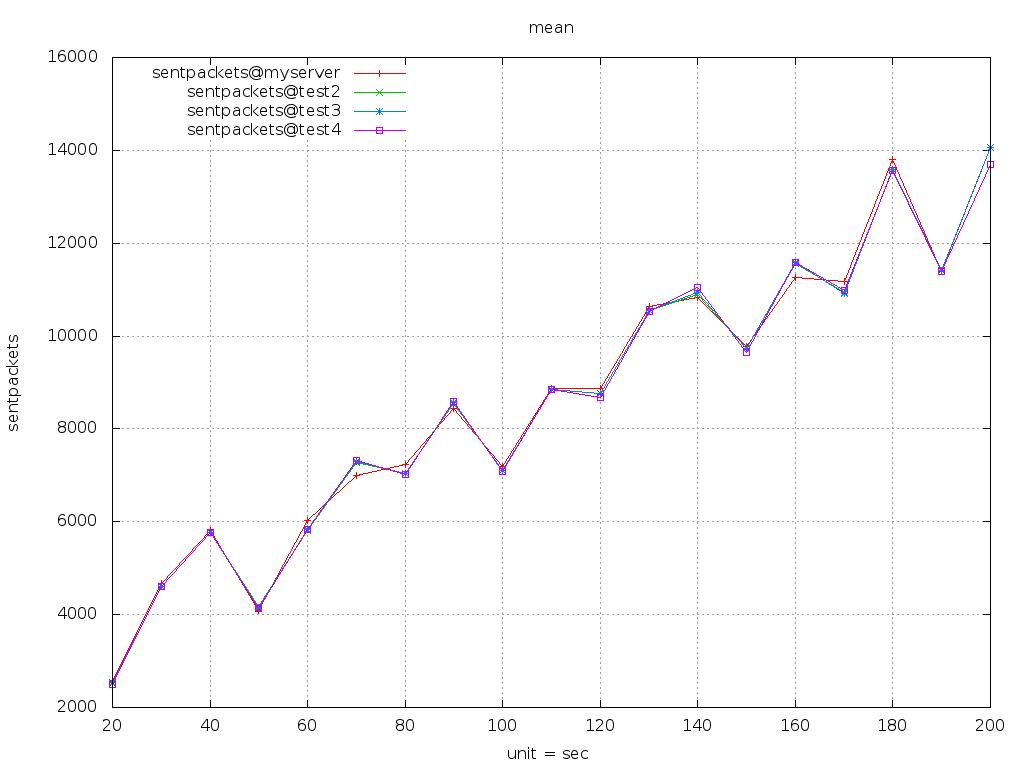 mean
16000
14000
12000
10000
8000
6000
4000
2000
sentpackets
sentpackets@myserver
sentpackets@test2
sentpackets@test3
sentpackets@test4
20 40 60 80 100 120 140 160 180 200
unit = sec